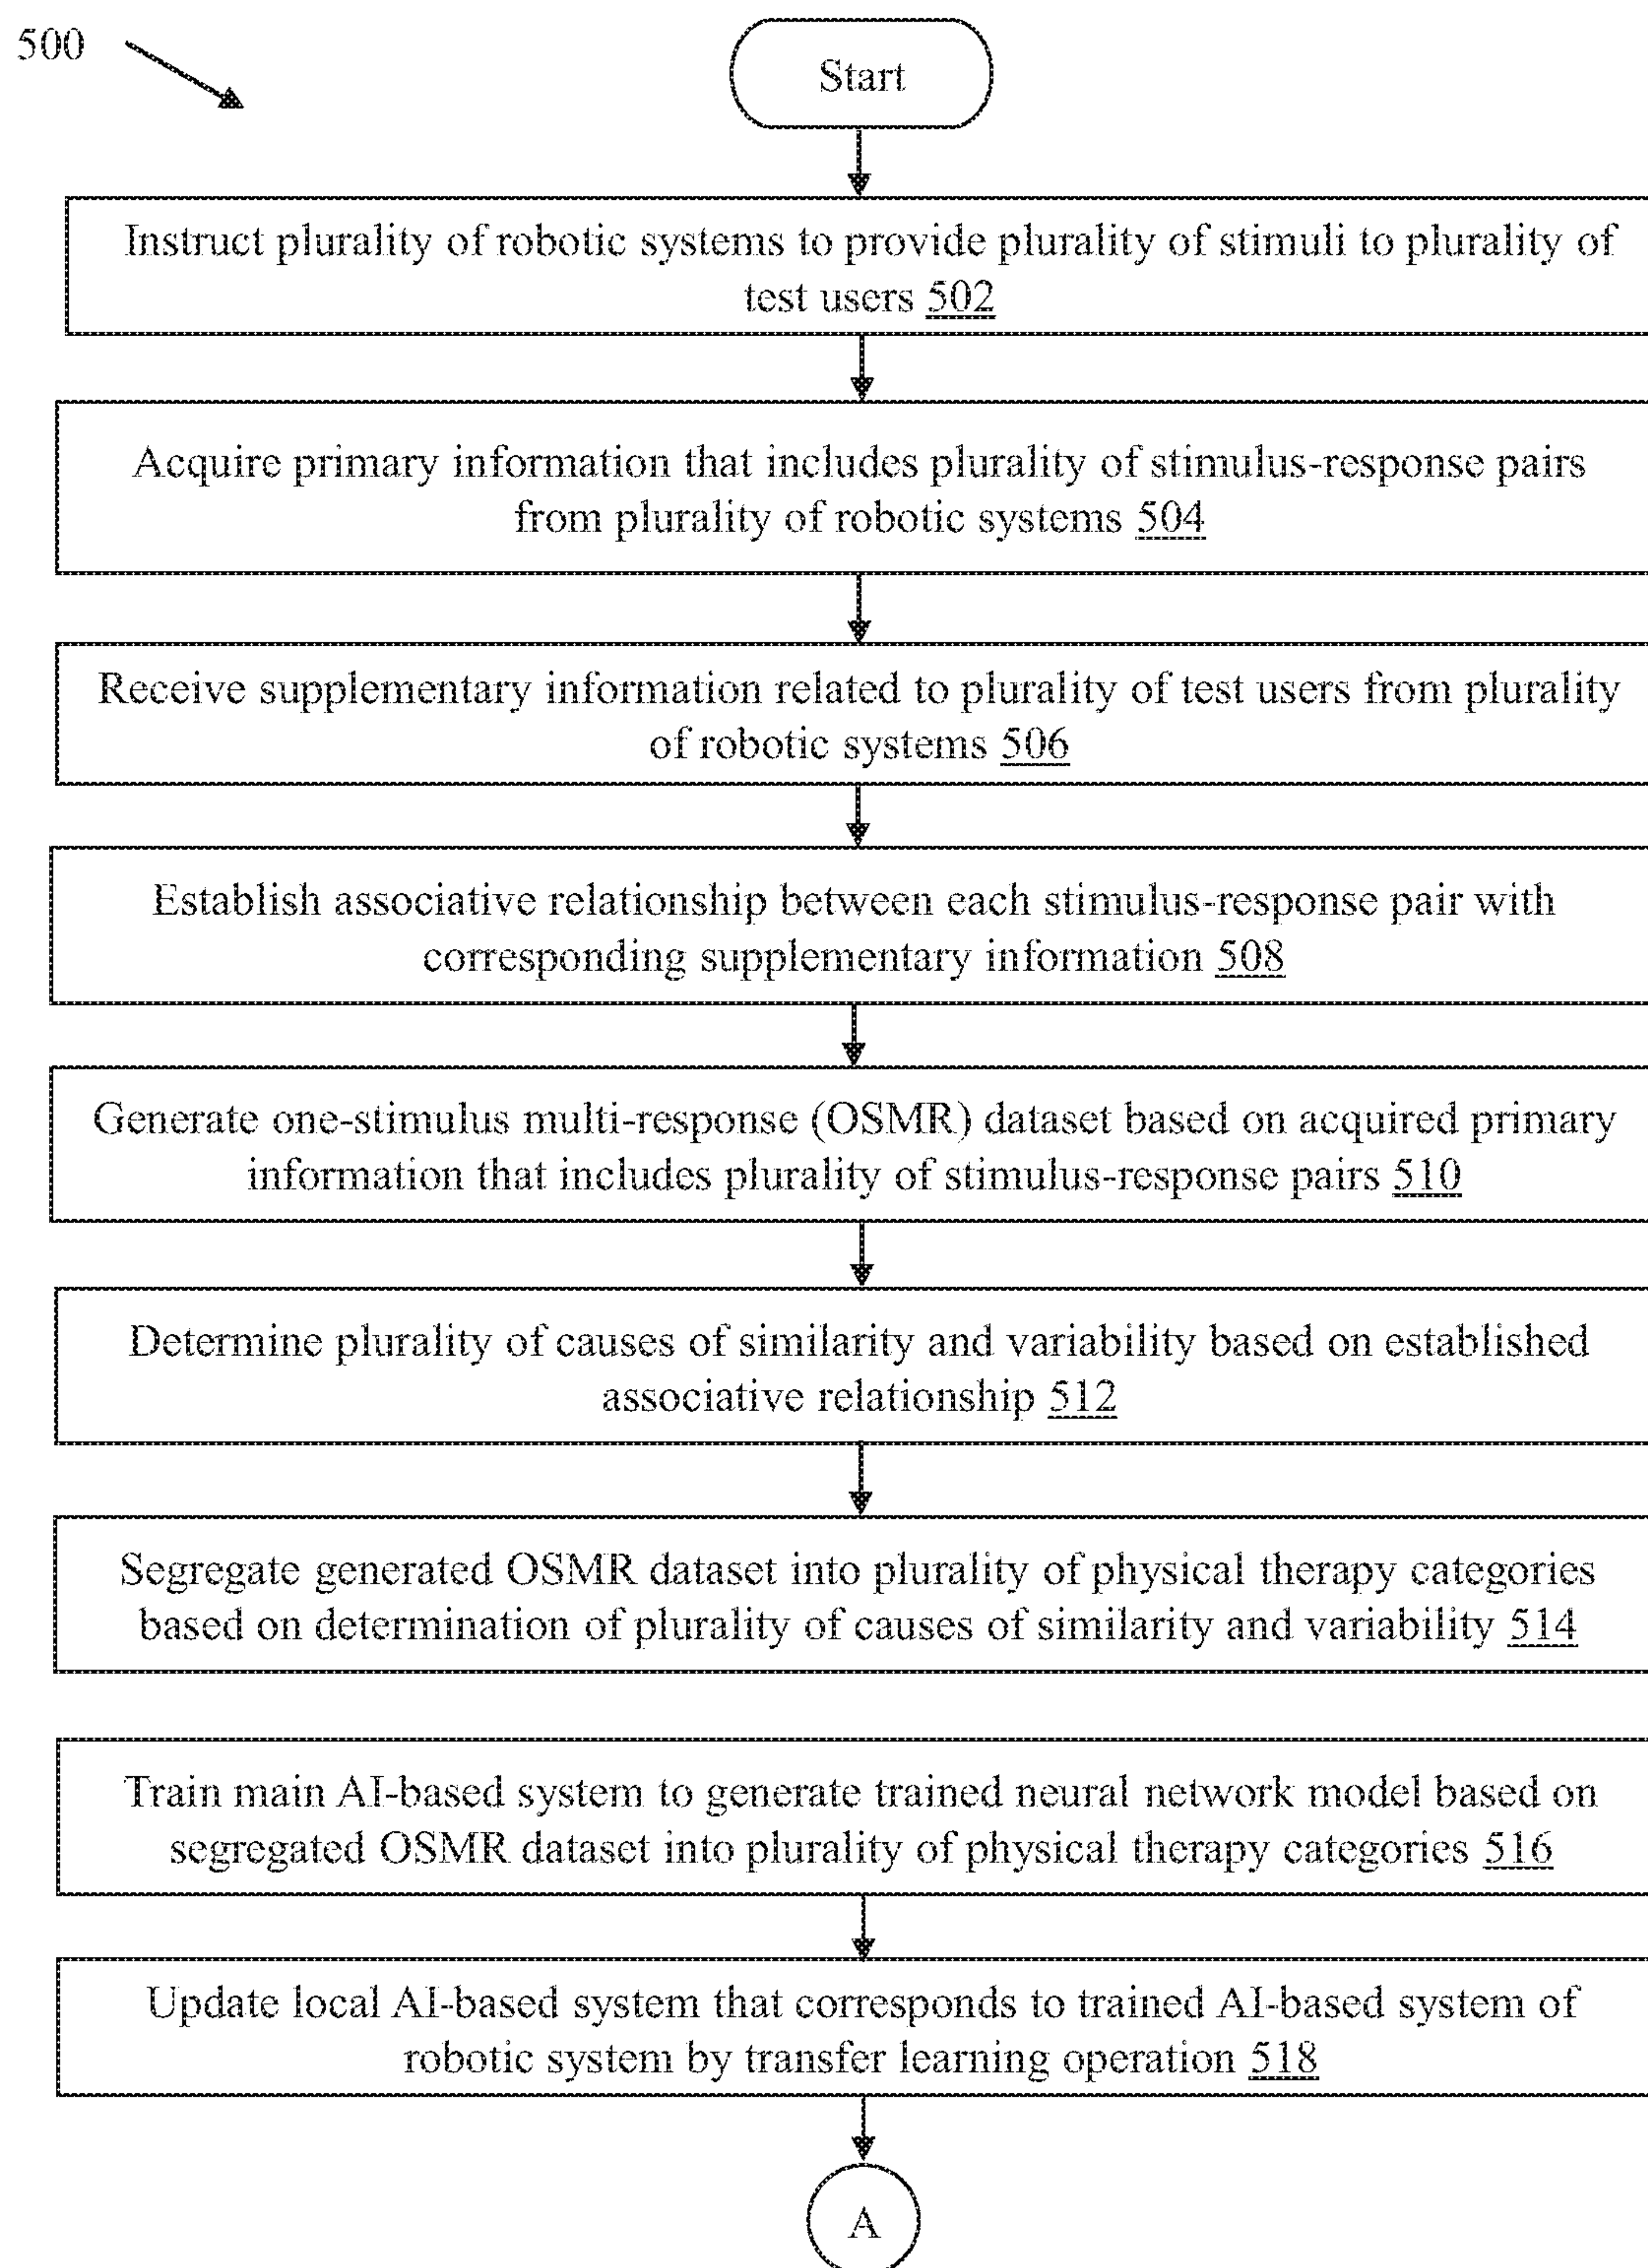 500
Start
Instruct plurality of robotic systems to provide plurality of stimuli to plurality of
test users 502
Acquire primary information that includes plurality of stimulus-response pairs
from plurality of robotic systems 504
Receive supplementary information related to plurality of test users from plurality
of robotic systems 506
Establish associative relationship between each stimulus-response pair with
corresponding supplementary information 508
Generate one-stimulus multi-response (OSMR) dataset based on acquired primary
information that includes plurality of stimulus-response pairs 510
Determine plurality of causes of similarity and variability based on established
associative relationship 512
Segregate generated OSMR dataset into plurality of physical therapy categories
based on determination of plurality of causes of similarity and variability 514
Train main AI-based system to generate trained neural network model based on
segregated OSMR dataset into plurality of physical therapy categories 516
Update local AI-based system that corresponds to trained AI-based system of
robotic system by transfer learning operation 518
A